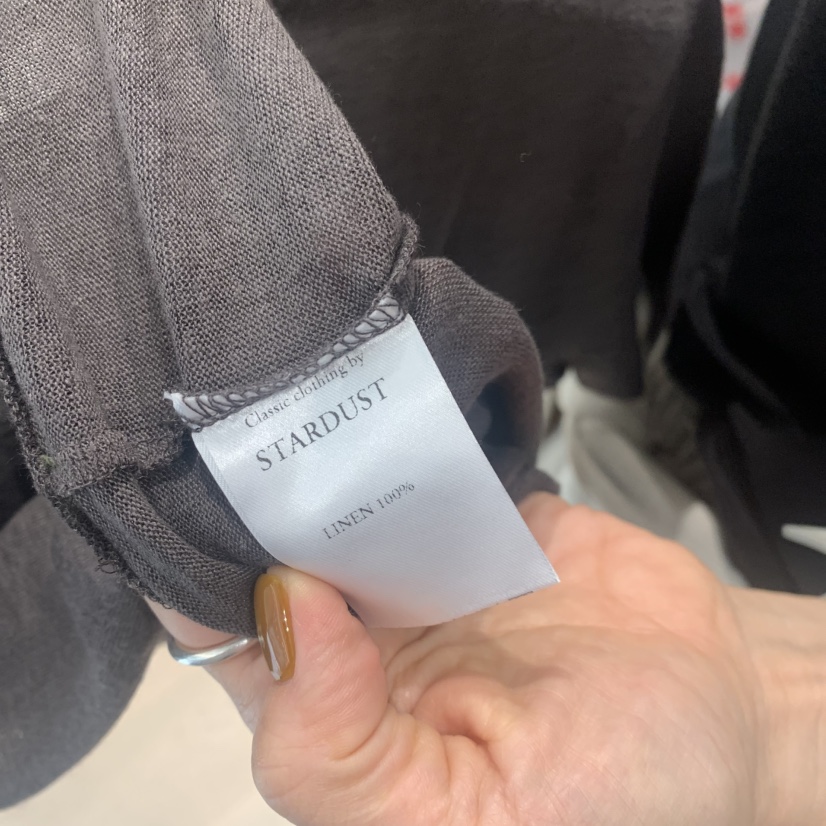 Classic clothing by
STARDUST
LINEN 100%